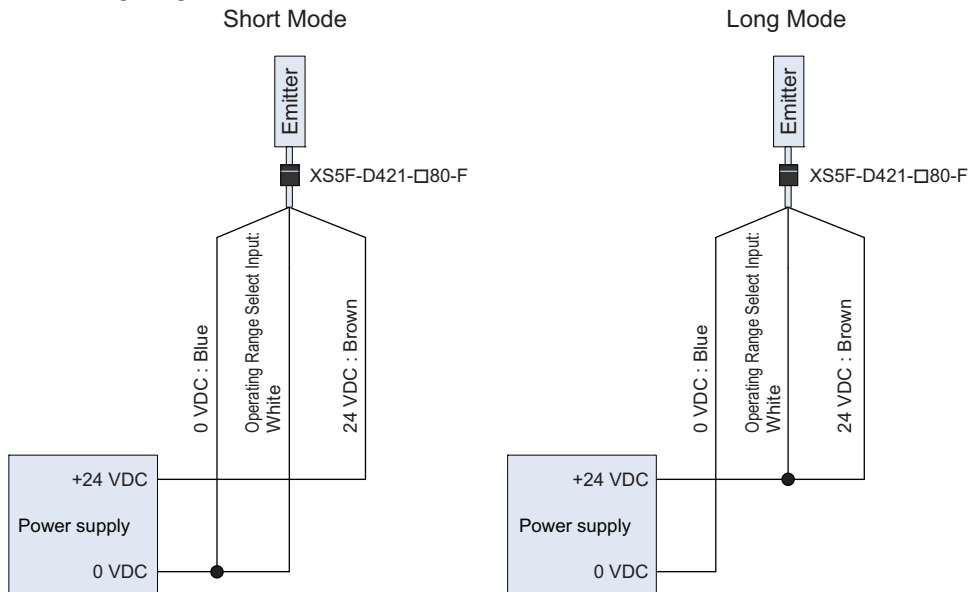 Short Mode
Emitter
XS5F-D421-□80-F
0 VDC : Blue
Operating Range Select Input:
White
24 VDC : Brown
+24 VDC
Power supply
0 VDC
Long Mode
Emitter
XS5F-D421-□80-F
0 VDC : Blue
Operating Range Select Input:
White
24 VDC : Brown
+24 VDC
Power supply
0 VDC